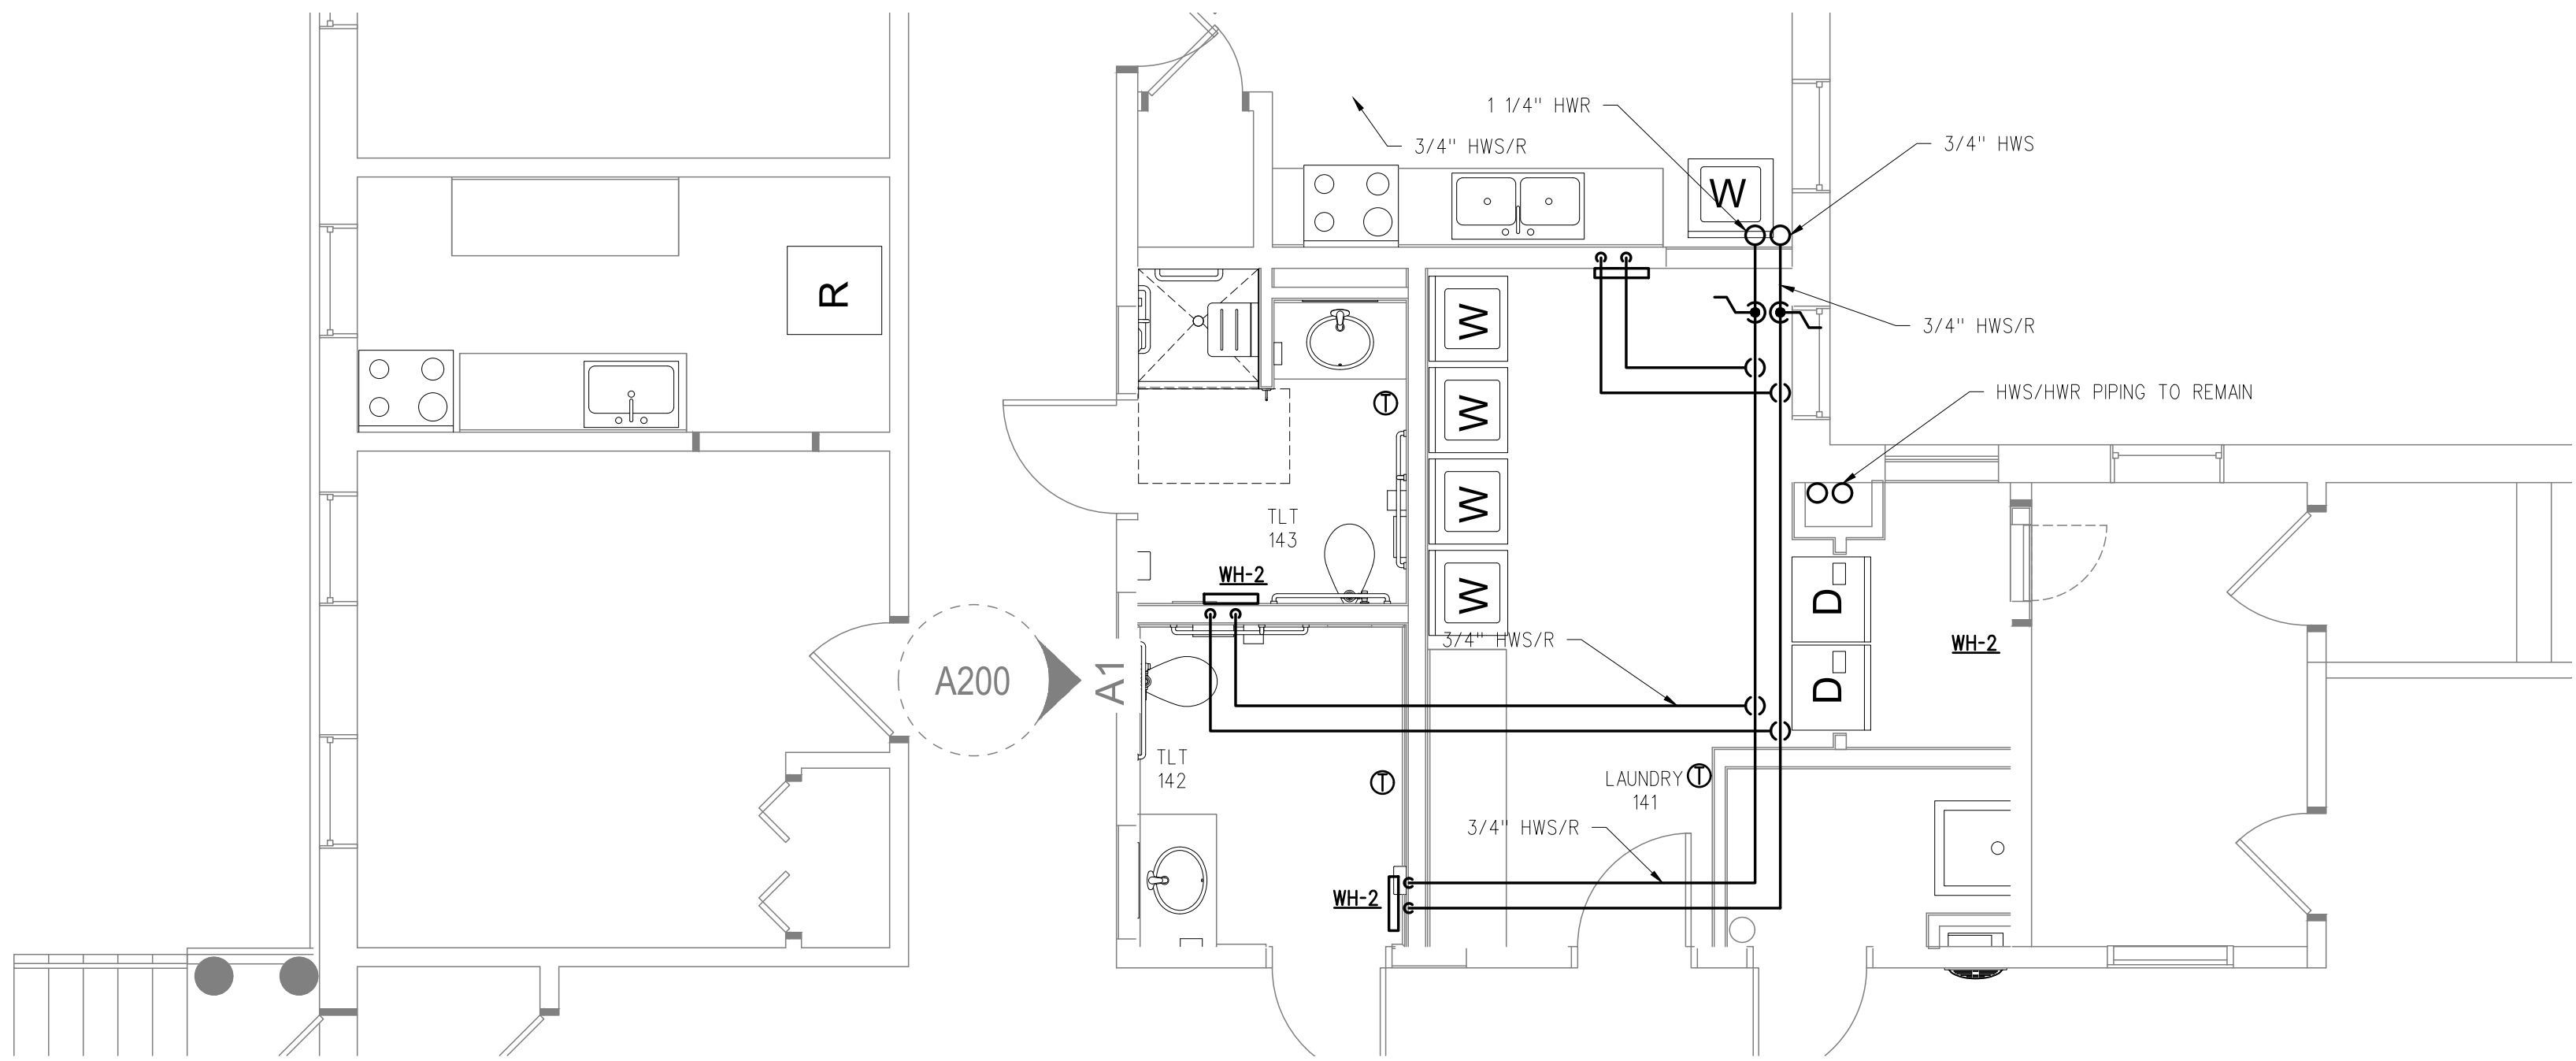 1 1/4" HWR
3/4" HWS/R
3/4" HWS
W
R
3/4" HWS/R
W
W
W
W
HWS/HWR PIPING TO REMAIN
T
TLT
143
WH-2
D
D
3/4" HWS/R
WH-2
A200
A1
TLT
142
T
LAUNDRY
141
T
3/4" HWS/R
WH-2